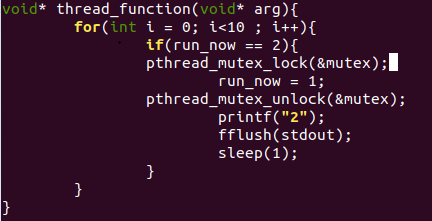 void* thread_function(void* arg){
        for(int i = 0; i<10 ; i++){
                if(run_now == 2){
                pthread_mutex_lock(&mutex);
                        run_now = 1;
                pthread_mutex_unlock(&mutex);
                        printf("2");
                        fflush(stdout);
                        sleep(1);
                }
        }
}